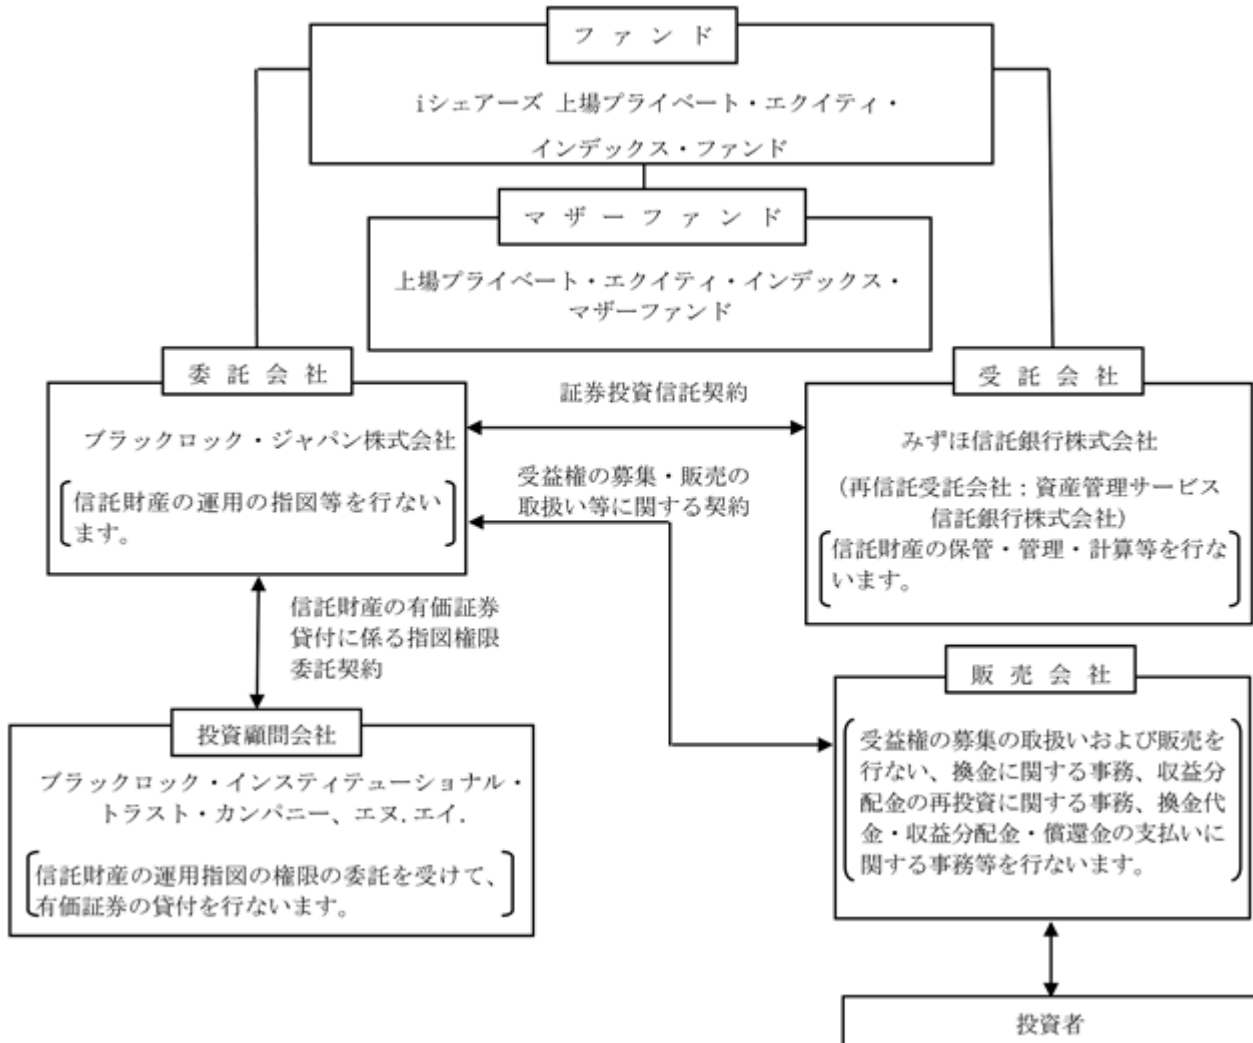 ファンド
iシェアーズ 上場プライベート・エクイティ・
インデックス・ファンド
マザーファンド
上場プライベート・エクイティ・インデックス・
マザーファンド
委託会社
ブラックロック・ジャパン株式会社
信託財産の運用の指図等を行ない
ます。
証券投資信託契約
受益権の募集・販売の
取扱い等に関する契約
受託会社
みずほ信託銀行株式会社
(再信託受託会社:資産管理サービス
信託銀行株式会社)
信託財産の保管・管理・計算等を行な
います。
信託財産の有価証券
貸付に係る指図権限
委託契約
投資顧問会社
ブラックロック・インスティテューショナル・
トラスト・カンパニー、エヌ.エイ.
信託財産の運用指図の権限の委託を受けて、
有価証券の貸付を行ないます。
販売会社
受益権の募集の取扱いおよび販売を
行ない、換金に関する事務、収益分
配金の再投資に関する事務、換金代
金・収益分配金・償還金の支払いに
関する事務等を行ないます。
投資者